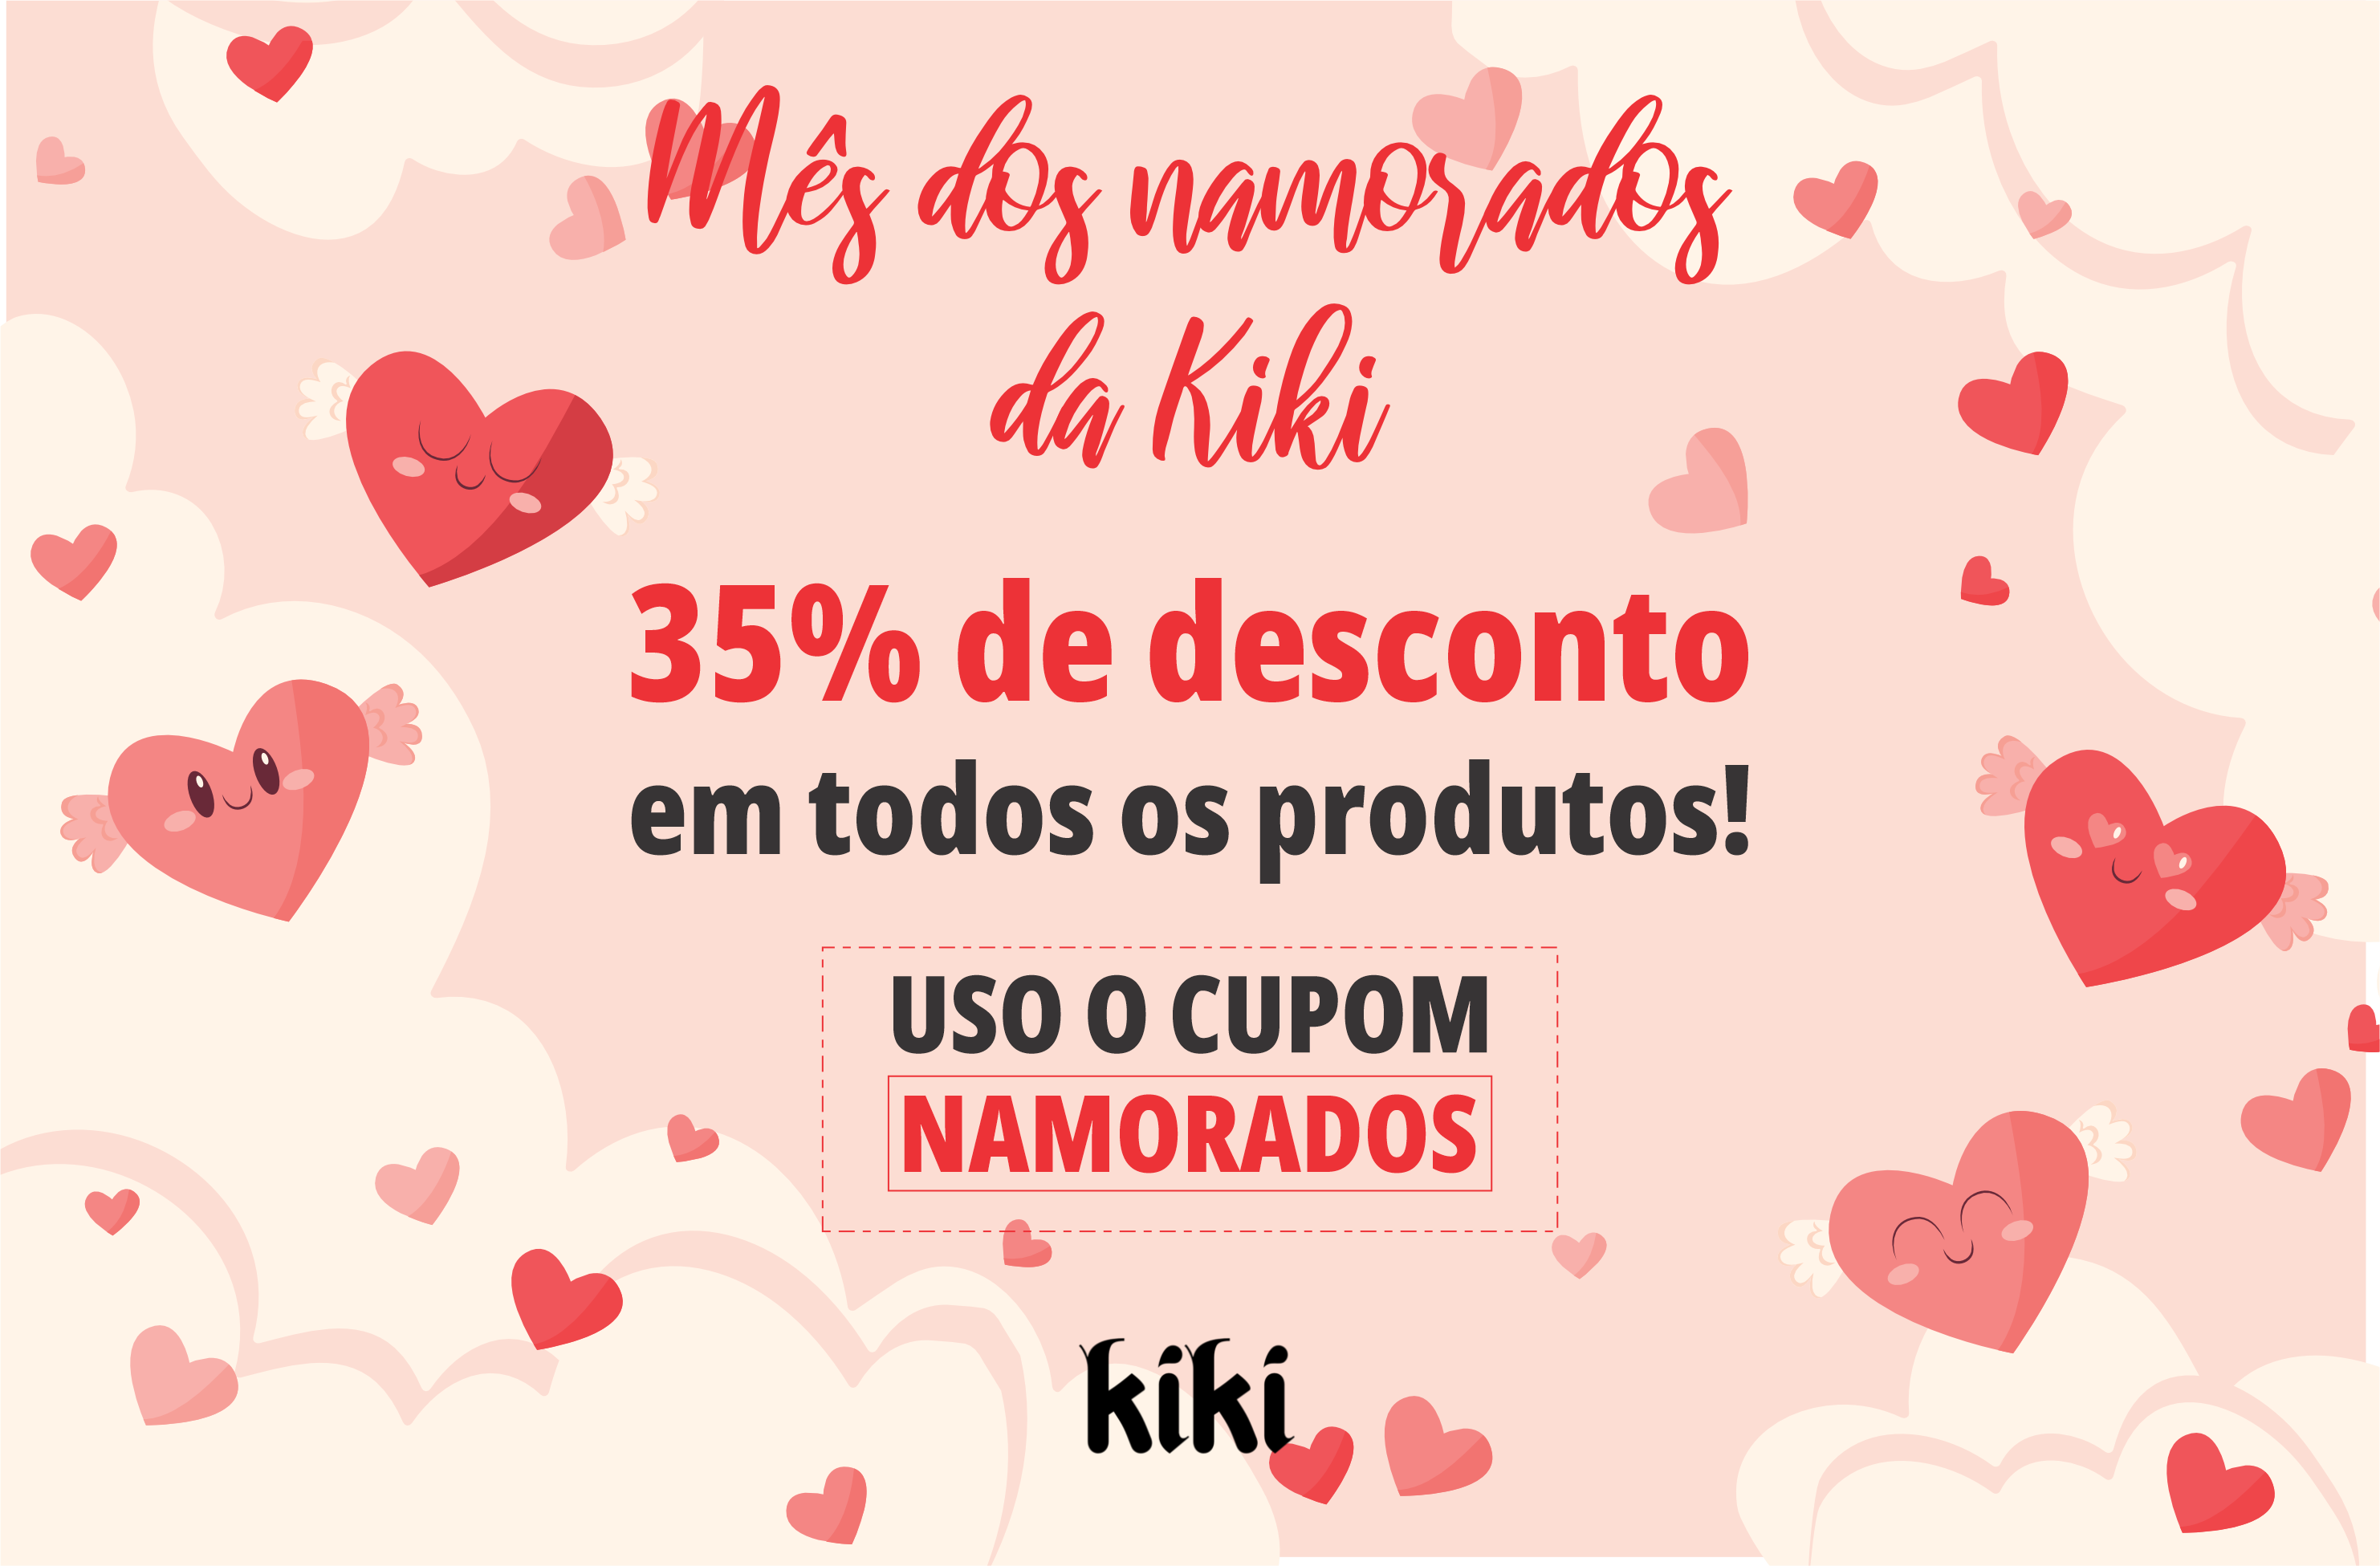 Mês dos namorados
da Kiki
35% de desconto
em todos os produtos!
USO O CUPOM
NAMORADOS
kiki